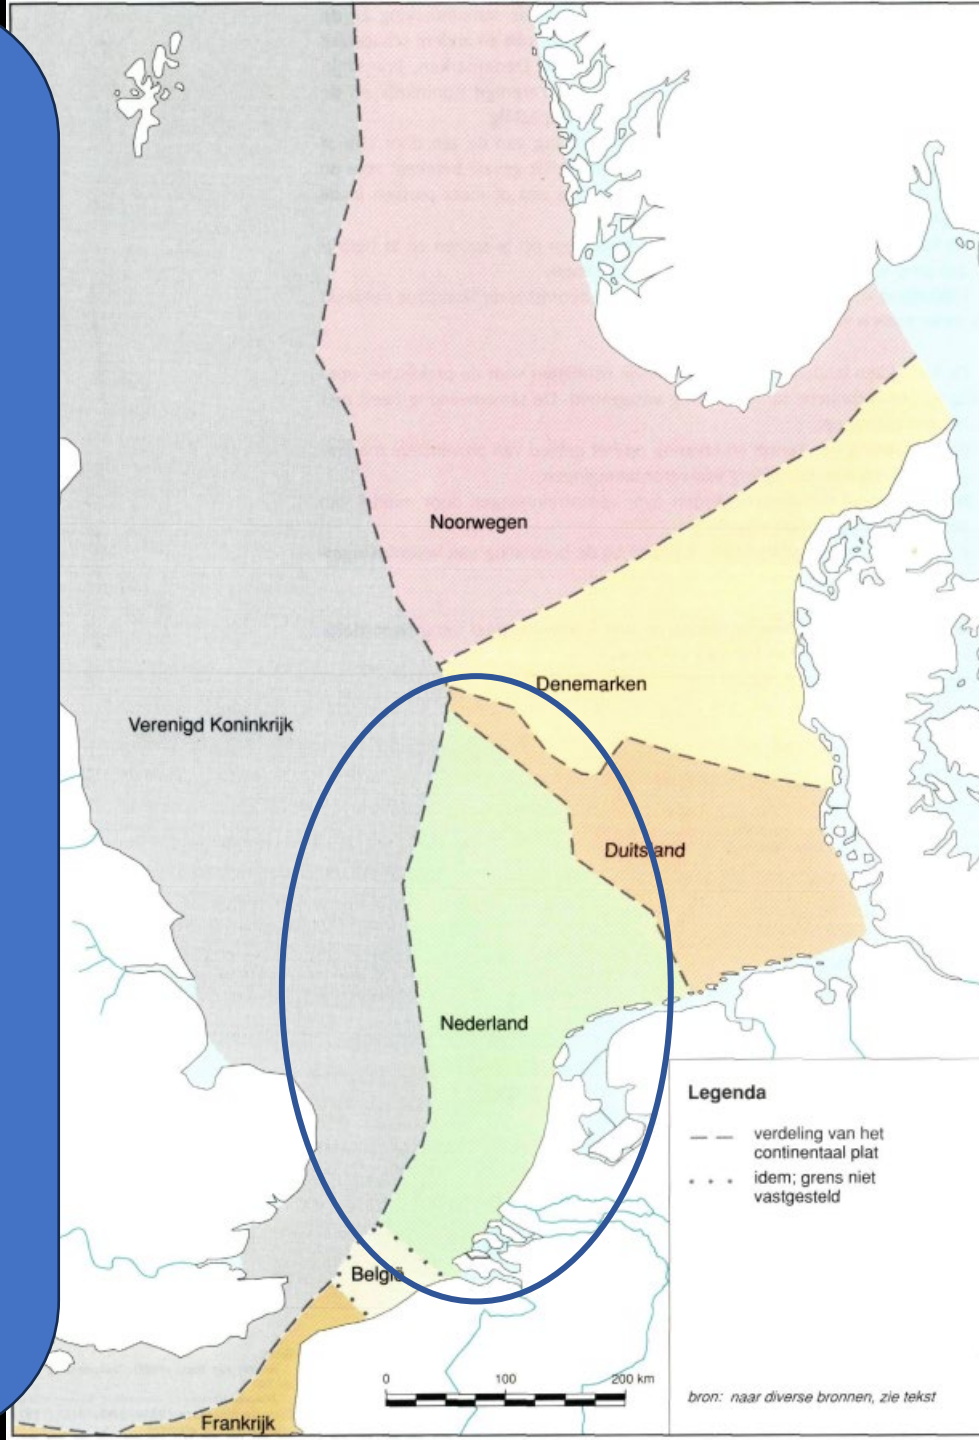 Noorwegen
Denemarken
Verenigd Koninkrijk
Duitsland
Nederland
België
Frankrijk
Legenda
verdeling van het
continentaal plat
idem; grens niet
vastgesteld
0 100 200 km
bron: naar diverse bronnen, zie tekst